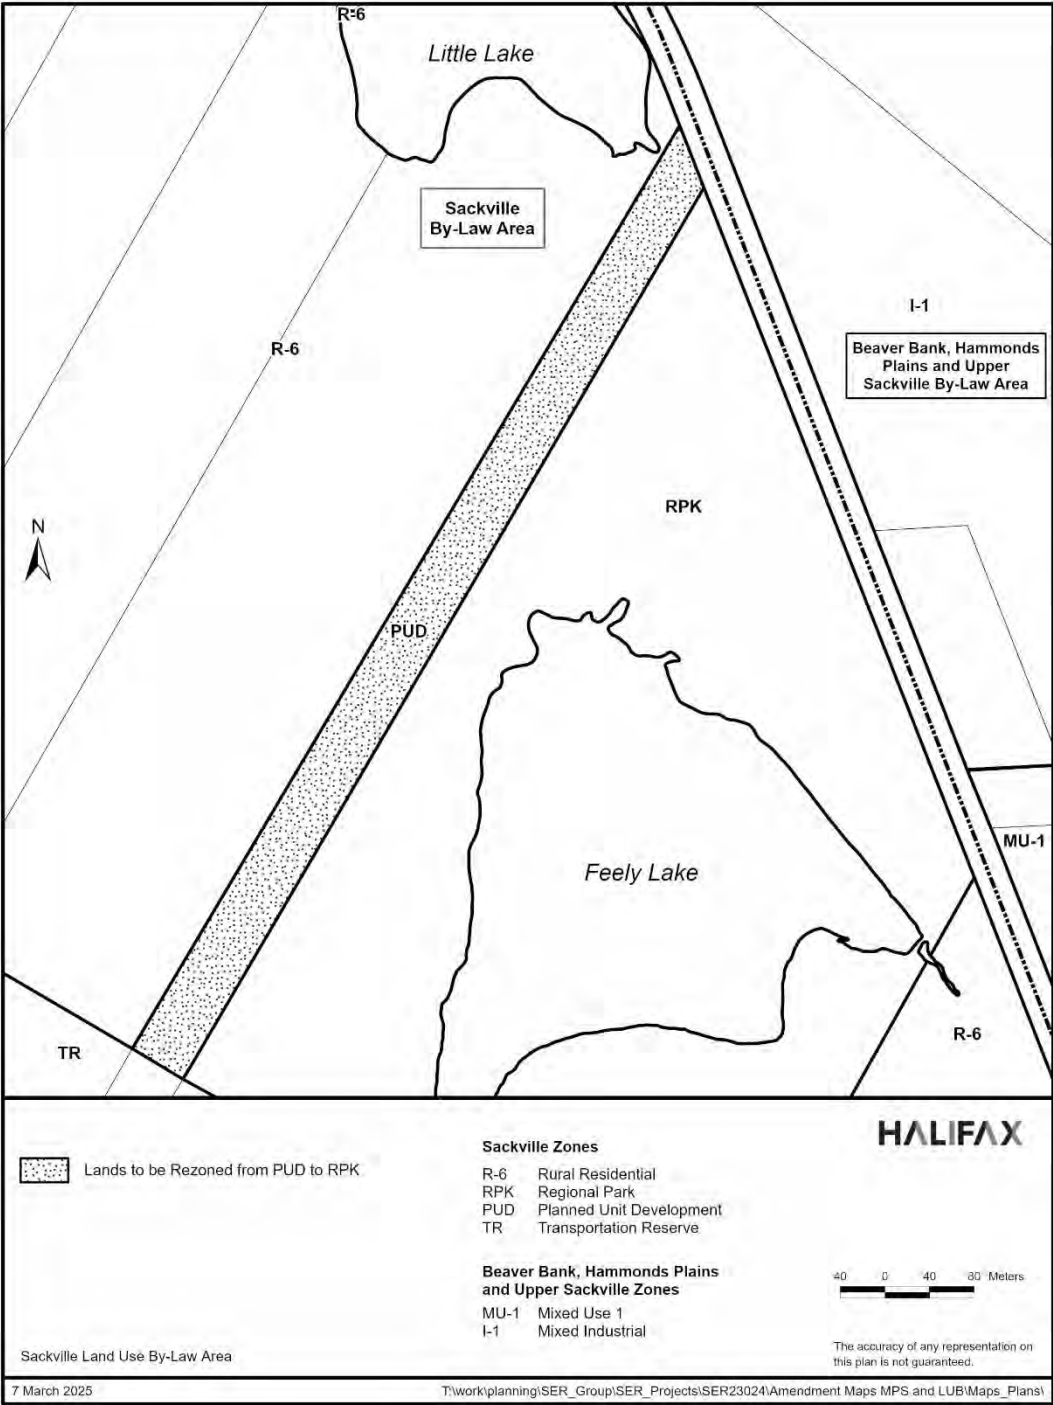 R-6
Little Lake
Sackville
By-Law Area
I-1
R-6
Beaver Bank, Hammonds
Plains and Upper
Sackville By-Law Area
RPK
N
PUD
MU-1
Feely Lake
R-6
TR
HALIFAX
Lands to be Rezoned from PUD to RPK
Sackville Zones
R-6 Rural Residential
RPK Regional Park
PUD Planned Unit Development
TR Transportation Reserve
Beaver Bank, Hammonds Plains
and Upper Sackville Zones
MU-1 Mixed Use 1
I-1 Mixed Industrial
40 0 40 80 Meters
The accuracy of any representation on
this plan is not guaranteed.
Sackville Land Use By-Law Area
7 March 2025
T:\work\planning\SER_Group\SER_Projects\SER23024\Amendment Maps MPS and LUB\Maps_Plans\